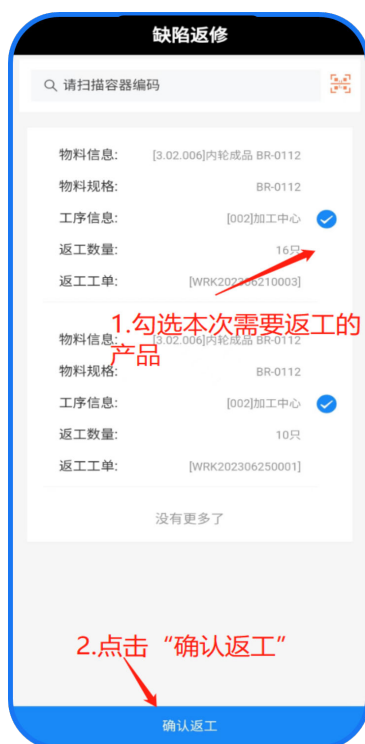 缺陷返修
请扫描容器编码
物料信息: [3.02.006]内轮成品 BR-0112
物料规格: BR-0112
工序信息: [002]加工中心
返工数量: 16只
返工工单: [WRK202306210003]
1.勾选本次需要返工的
产品
物料信息: [3.02.006]内轮成品 BR-0112
物料规格: BR-0112
工序信息: [002]加工中心
返工数量: 10只
返工工单: [WRK202306250001]
没有更多了
2.点击“确认返工”
确认返工